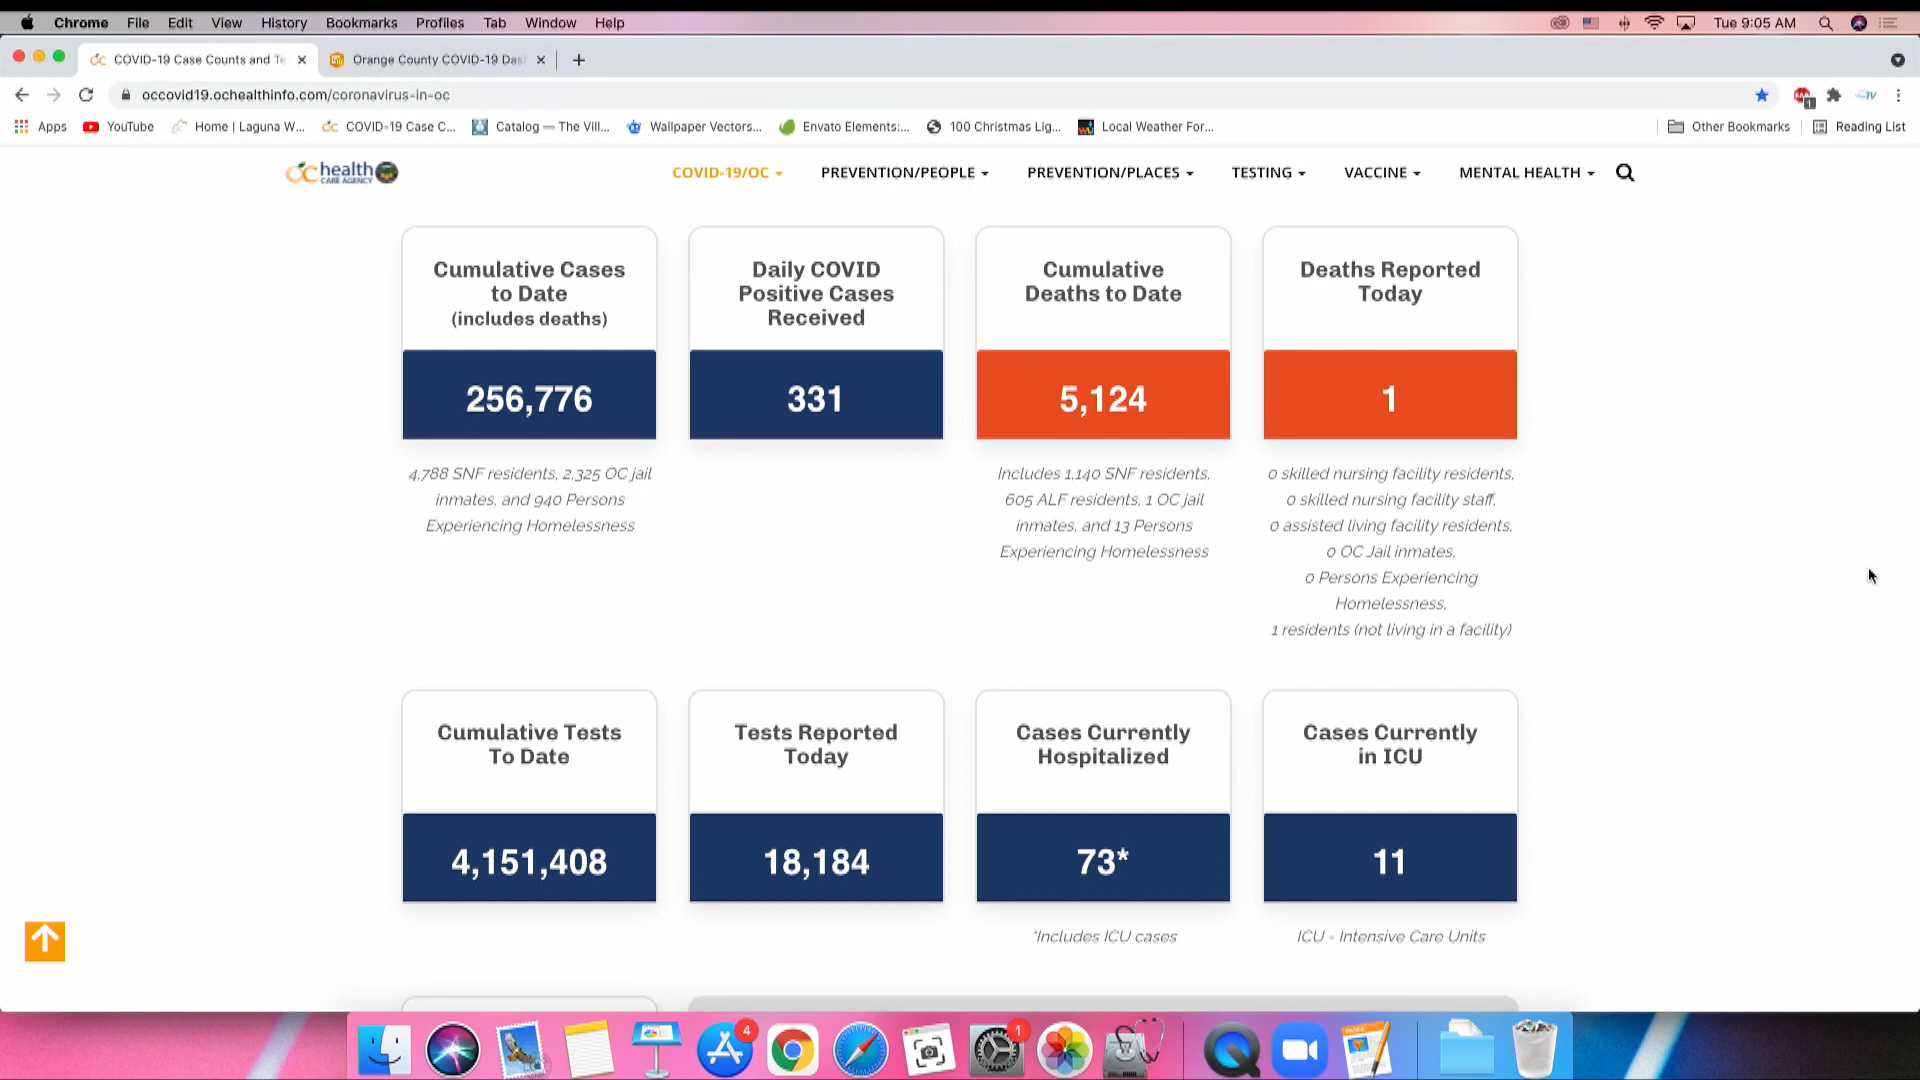 Chrome File Edit View History Bookmarks Profiles Tab Window Help Tue 9:05 AM
COVID-19 Case Counts and Te Orange County COVID-19 Das
occovid19.ochealthinfo.com/coronavirus-in-oc
Apps YouTube Home | Laguna W... COVID-19 Case C... Catalog — The Vill... Wallpaper Vectors... Envato Elements:... 100 Christmas Lig... Local Weather For... Other Bookmarks Reading List
oc health CARE AGENCY COVID-19/OC PREVENTION/PEOPLE PREVENTION/PLACES TESTING VACCINE MENTAL HEALTH
Cumulative Cases
to Date
(includes deaths)
256,776
4,788 SNF residents, 2,325 OC jail
inmates, and 940 Persons
Experiencing Homelessness
Daily COVID
Positive Cases
Received
331
Cumulative
Deaths to Date
5,124
Includes 1,140 SNF residents,
605 ALF residents, 1 OC jail
inmates, and 13 Persons
Experiencing Homelessness
Deaths Reported
Today
1
0 skilled nursing facility residents,
0 skilled nursing facility staff,
0 assisted living facility residents,
0 OC Jail inmates,
0 Persons Experiencing
Homelessness,
1 residents (not living in a facility)
Cumulative Tests
To Date
4,151,408
Tests Reported
Today
18,184
Cases Currently
Hospitalized
73*
*Includes ICU cases
Cases Currently
in ICU
11
ICU = Intensive Care Units
4 1